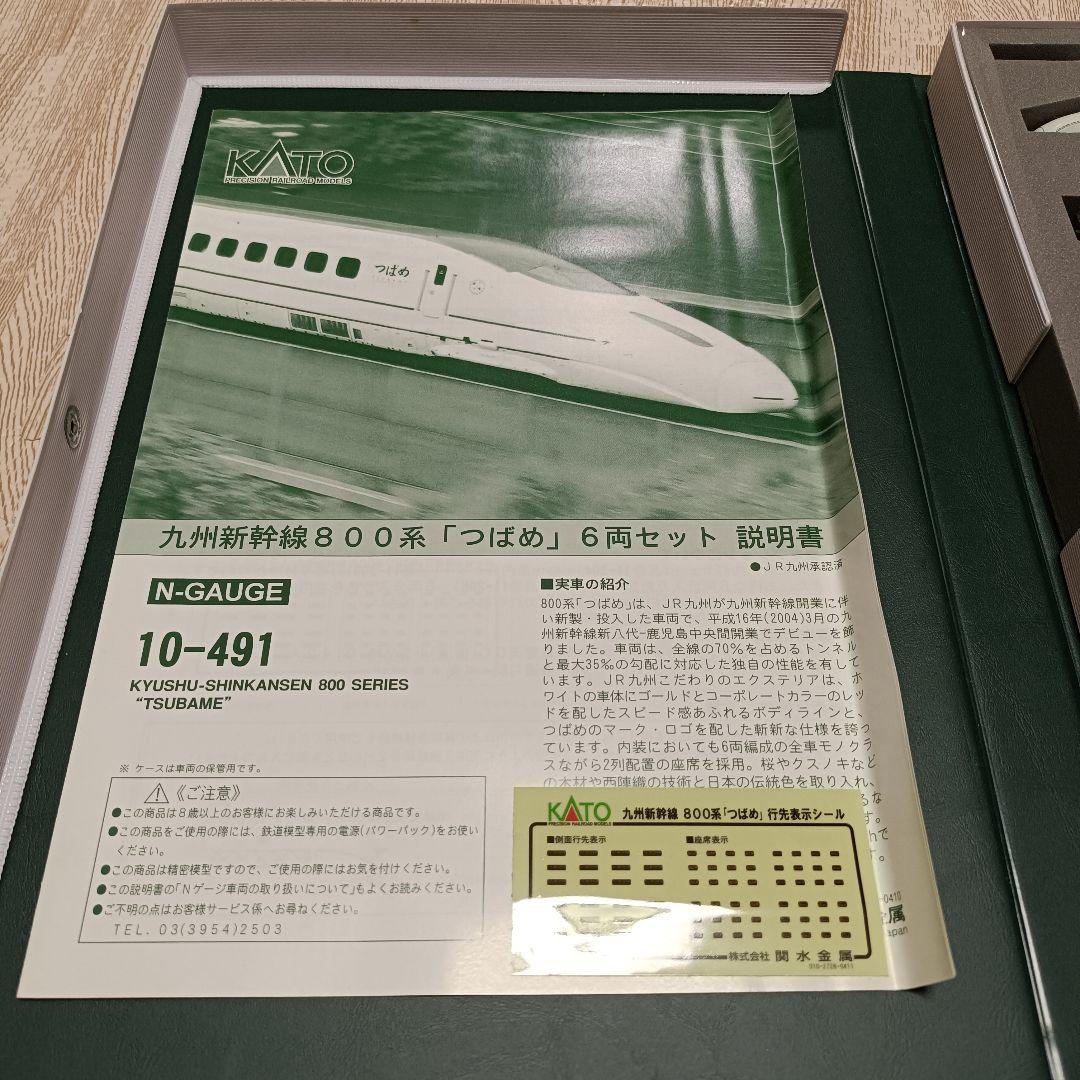 KATO
PRECISION RAILROAD MODELS
つばめ
九州新幹線800系「つばめ」6両セット 説明書
●JR九州承認済
N-GAUGE
10-491
KYUSHU-SHINKANSEN 800 SERIES
"TSUBAME"
※ ケースは車両の保管用です。
《ご注意》
●この商品は8歳以上のお客様にお楽しみいただける商品です。
●この商品をご使用の際には、鉄道模型専用の電源(パワーパック)をお使い
ください。
●この商品は精密模型ですので、ご使用の際にはお気を付けください。
●この説明書の「Nゲージ車両の取り扱いについて」もよくお読みください。
●ご不明の点はお客様サービス係へお尋ねください。
TEL. 03(3954)2503
■実車の紹介
800系「つばめ」は、JR九州が九州新幹線開業に伴
い新製・投入した車両で、平成16年(2004)3月の九
州新幹線新八代-鹿児島中央間開業でデビューを飾
りました。車両は、全線の70%を占めるトンネル
と最大35‰の勾配に対応した独自の性能を有して
います。JR九州こだわりのエクステリアは、ホ
ワイトの車体にゴールドとコーポレートカラーのレッ
ドを配したスピード感あふれるボディラインと、
つばめのマーク・ロゴを配した斬新な仕様を誇っ
ています。内装においても6両編成の全車モノクラ
スながら2列配置の座席を採用。桜やクスノキなど
の木材や西陣織の技術と日本の伝統色を取り入れ、
るな
す。
hで
す。
-0410
金属
apan
KATO
PRECISION RAILROAD MODELS
九州新幹線 800系「つばめ」行先表示シール
■側面行先表示
■座席表示
株式会社 関水金属